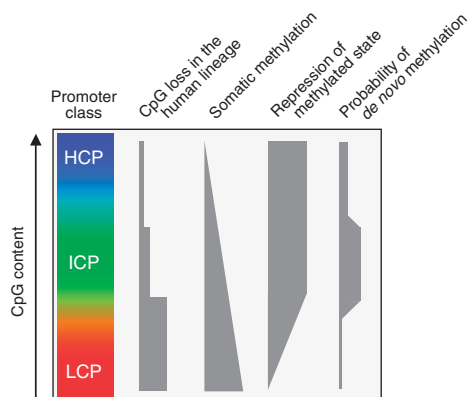 Promoter
class
CpG loss in the
human lineage
Somatic methylation
Repression of
methylated state
Probability of
de novo methylation
CpG content
HCP
ICP
LCP